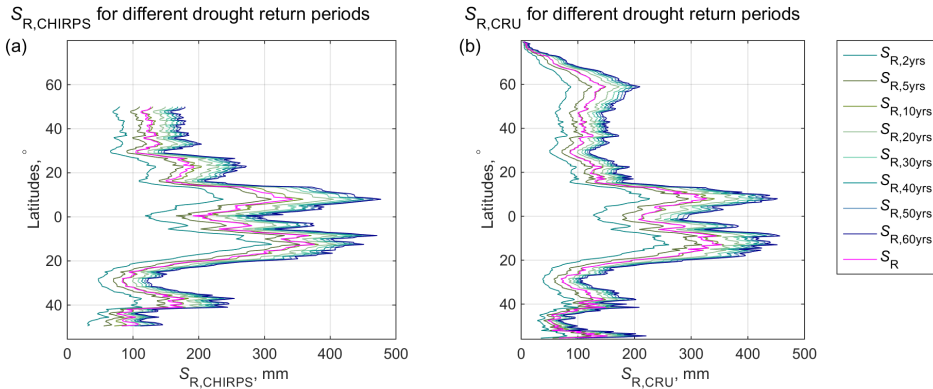 S_R,CHIRPS for different drought return periods
(a)
60
40
20
0
20
40
Latitudes, °
0 100 200 300 400 500
S_R,CHIRPS, mm
S_R,CRU for different drought return periods
(b)
60
40
20
0
20
40
Latitudes, °
0 100 200 300 400 500
S_R,CRU, mm
S_R,2yrs
S_R,5yrs
S_R,10yrs
S_R,20yrs
S_R,30yrs
S_R,40yrs
S_R,50yrs
S_R,60yrs
S_R